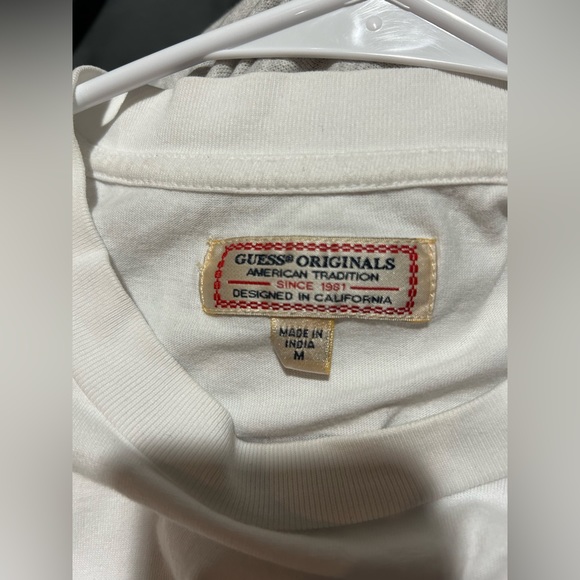 GUESS® ORIGINALS
AMERICAN TRADITION
SINCE 1981
DESIGNED IN CALIFORNIA
MADE IN
INDIA
M